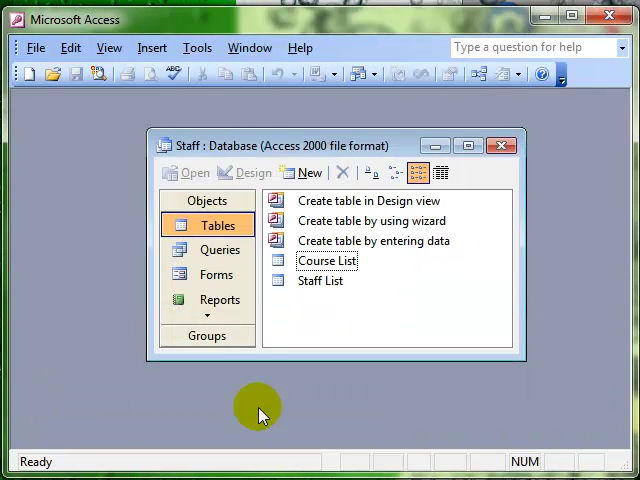 Microsoft Access
File Edit View Insert Tools Window Help Type a question for help
ABC
Staff : Database (Access 2000 file format)
Open Design New
Objects
Tables
Queries
Forms
Reports
Groups
Create table in Design view
Create table by using wizard
Create table by entering data
Course List
Staff List
Ready NUM